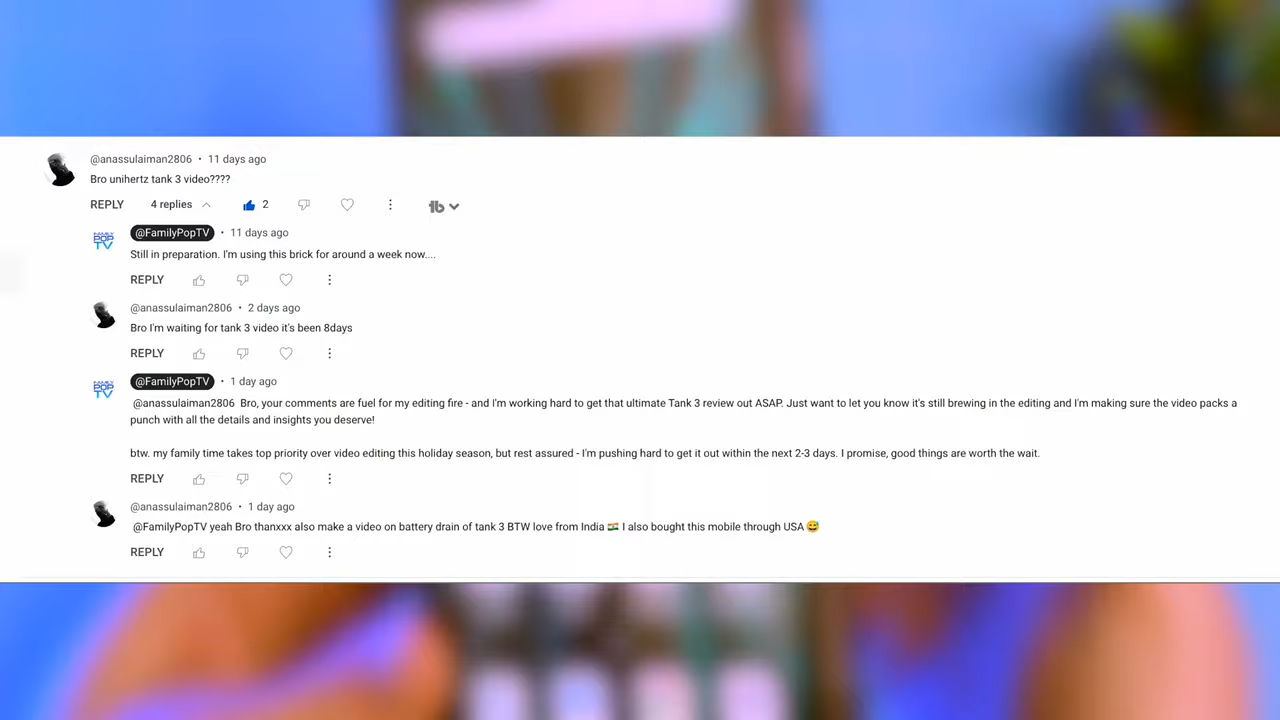 @anassulaiman2806 • 11 days ago
Bro unihertz tank 3 video????
REPLY 4 replies 2
@FamilyPopTV • 11 days ago
Still in preparation. I'm using this brick for around a week now....
REPLY
@anassulaiman2806 • 2 days ago
Bro I'm waiting for tank 3 video it's been 8days
REPLY
@FamilyPopTV • 1 day ago
@anassulaiman2806 Bro, your comments are fuel for my editing fire - and I'm working hard to get that ultimate Tank 3 review out ASAP. Just want to let you know it's still brewing in the editing and I'm making sure the video packs a
punch with all the details and insights you deserve!
btw. my family time takes top priority over video editing this holiday season, but rest assured - I'm pushing hard to get it out within the next 2-3 days. I promise, good things are worth the wait.
REPLY
@anassulaiman2806 • 1 day ago
@FamilyPopTV yeah Bro thanxxx also make a video on battery drain of tank 3 BTW love from India 🇮🇳 I also bought this mobile through USA😅
REPLY